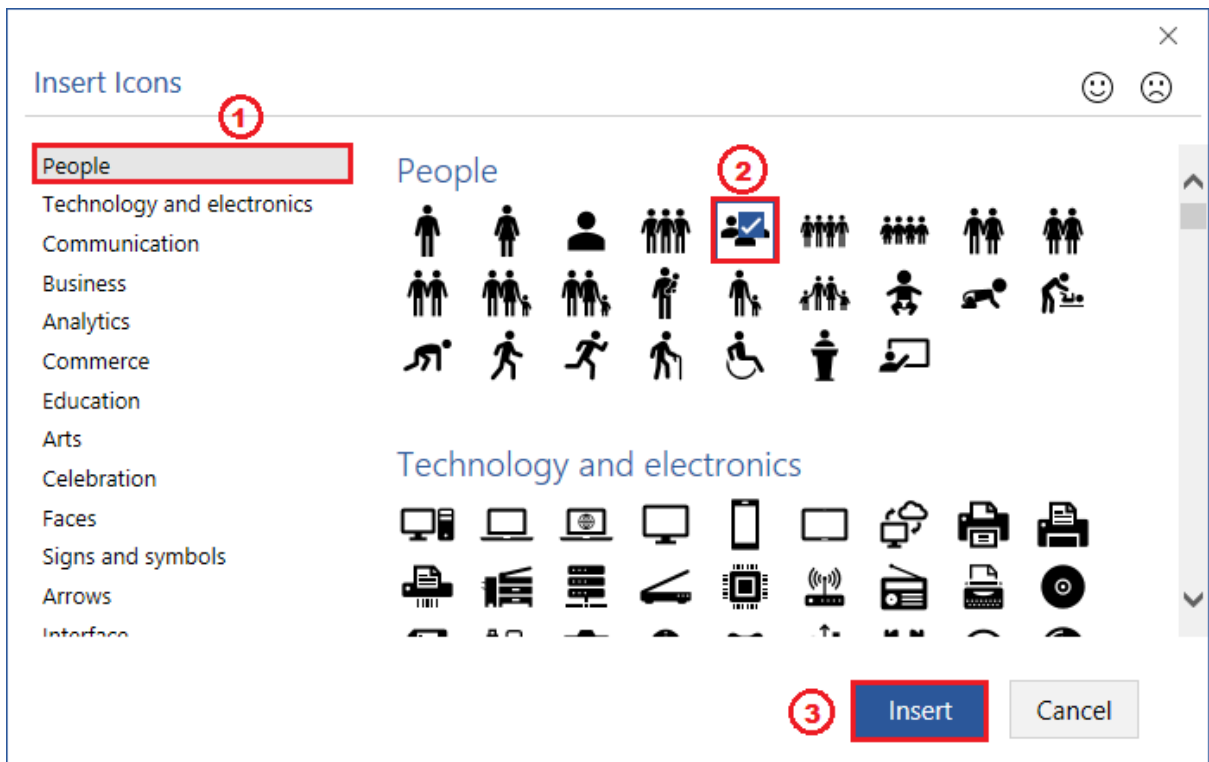 Insert Icons
1
People
Technology and electronics
Communication
Business
Analytics
Commerce
Education
Arts
Celebration
Faces
Signs and symbols
Arrows
Interface
People
2
Technology and electronics
3
Insert
Cancel